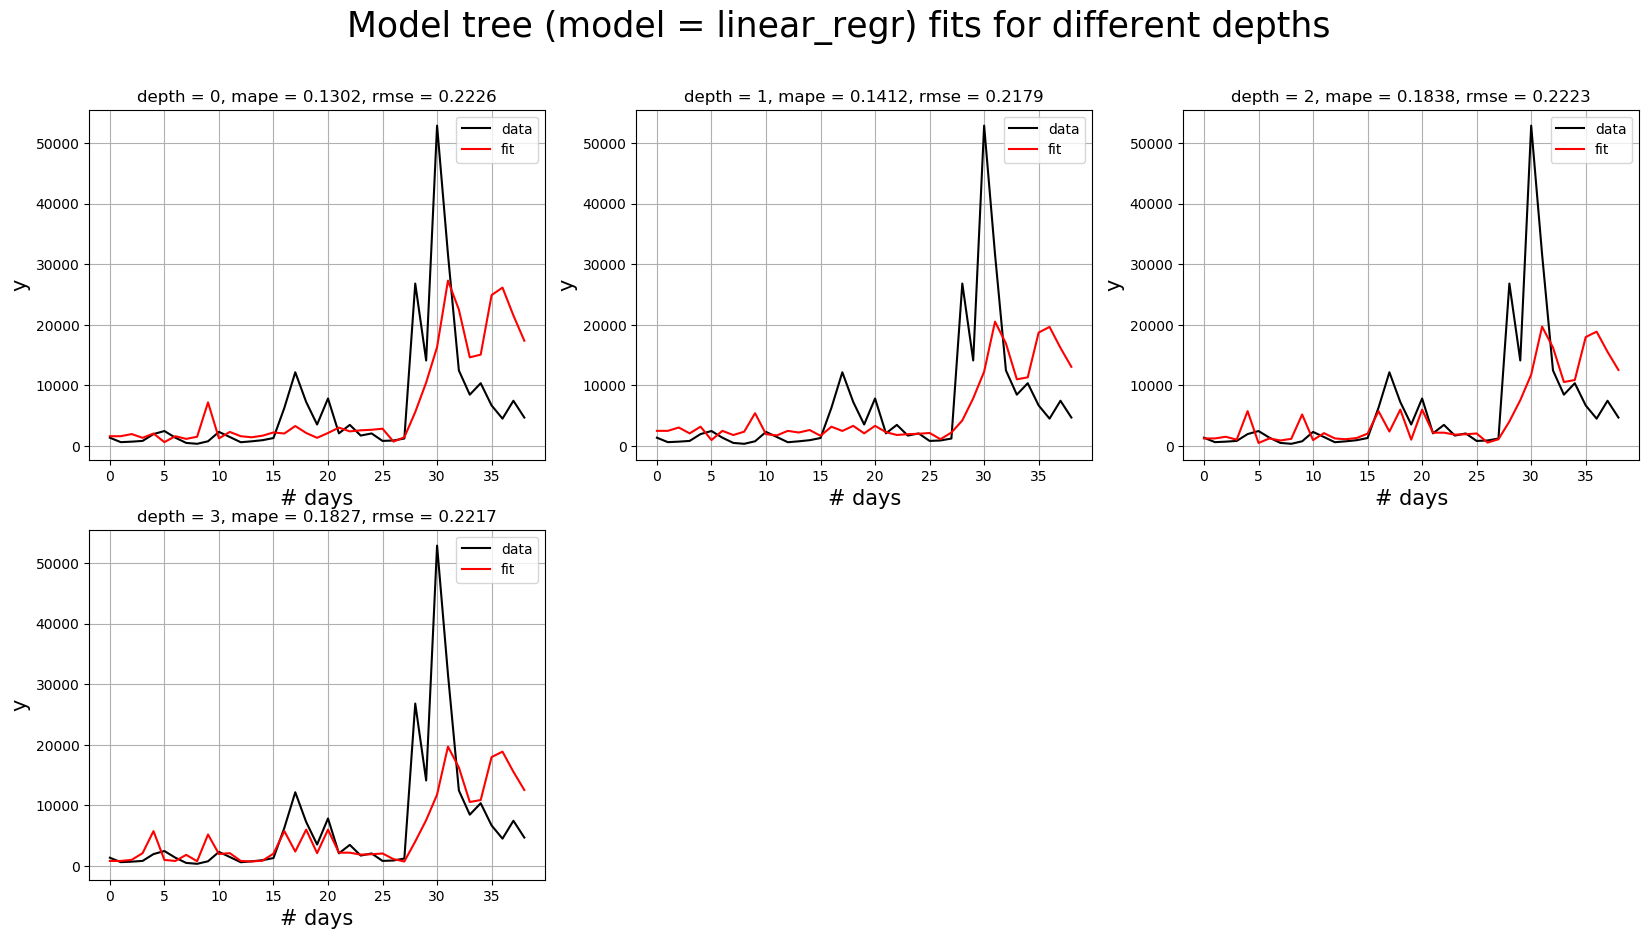 Model tree (model = linear_regr) fits for different depths
depth = 0, mape = 0.1302, rmse = 0.2226
data
fit
50000
40000
30000
20000
10000
0
y
0 5 10 15 20 25 30 35
# days
depth = 1, mape = 0.1412, rmse = 0.2179
data
fit
50000
40000
30000
20000
10000
0
y
0 5 10 15 20 25 30 35
# days
depth = 2, mape = 0.1838, rmse = 0.2223
data
fit
50000
40000
30000
20000
10000
0
y
0 5 10 15 20 25 30 35
# days
depth = 3, mape = 0.1827, rmse = 0.2217
data
fit
50000
40000
30000
20000
10000
0
y
0 5 10 15 20 25 30 35
# days